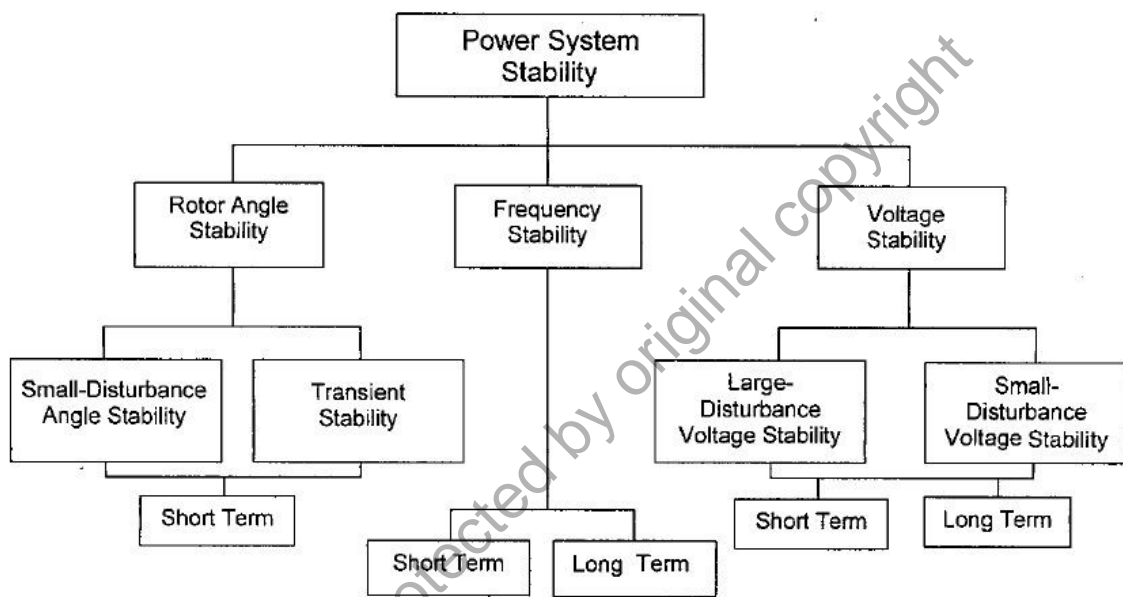 Power System
Stability
Rotor Angle
Stability
Frequency
Stability
Voltage
Stability
Small-Disturbance
Angle Stability
Transient
Stability
Large-
Disturbance
Voltage Stability
Small-
Disturbance
Voltage Stability
Short Term
Short Term
Long Term
Short Term
Long Term
otected by original copyright